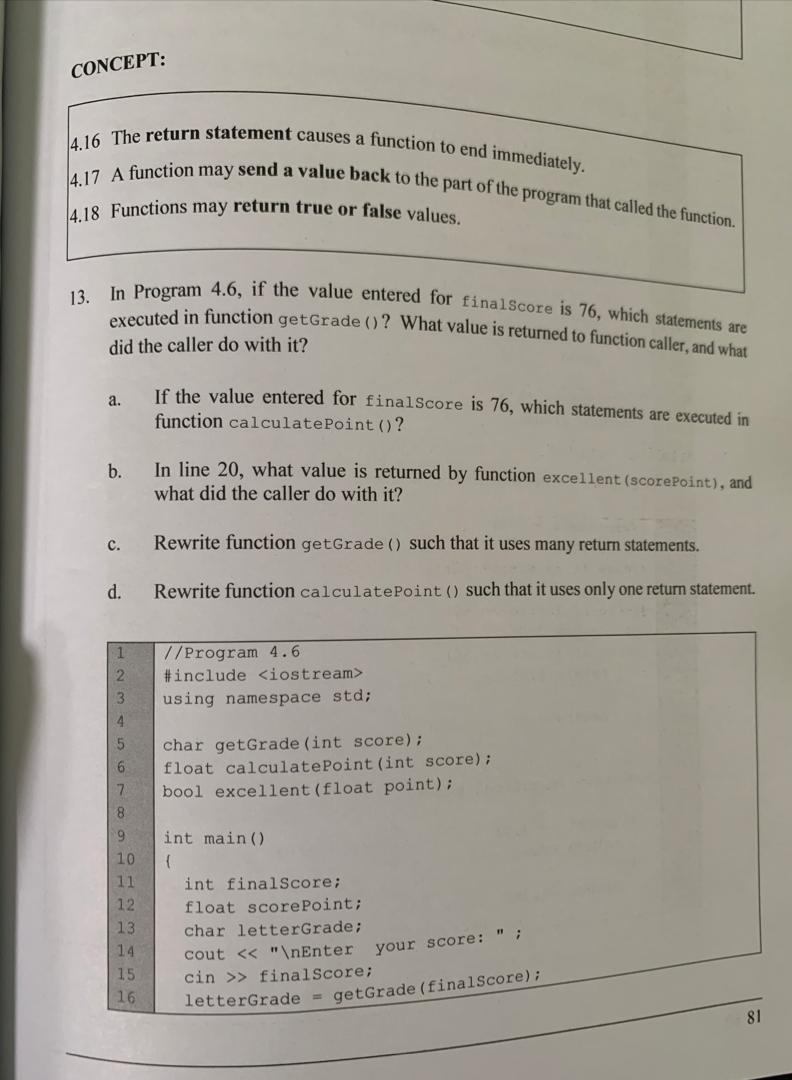 CONCEPT:
4.16 The return statement causes a function to end immediately.
4.17 A function may send a value back to the part of the program that called the function.
4.18 Functions may return true or false values.
13. In Program 4.6, if the value entered for finalScore is 76, which statements are
executed in function getGrade()? What value is returned to function caller, and what
did the caller do with it?
a. If the value entered for finalScore is 76, which statements are executed in
function calculatePoint()?
b. In line 20, what value is returned by function excellent(scorePoint), and
what did the caller do with it?
c. Rewrite function getGrade() such that it uses many return statements.
d. Rewrite function calculatePoint() such that it uses only one return statement.
1 //Program 4.6
2 #include <iostream>
3 using namespace std;
4
5 char getGrade(int score);
6 float calculatePoint(int score);
7 bool excellent(float point);
8
9 int main()
10 {
11 int finalScore;
12 float scorePoint;
13 char letterGrade;
14 cout << "\nEnter your score: " ;
15 cin >> finalScore;
16 letterGrade = getGrade(finalScore);
81